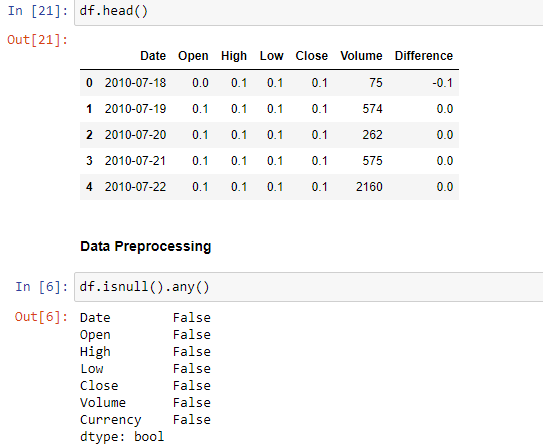 In [21]: df.head()
Out[21]:
Date Open High Low Close Volume Difference
0 2010-07-18 0.0 0.1 0.1 0.1 75 -0.1
1 2010-07-19 0.1 0.1 0.1 0.1 574 0.0
2 2010-07-20 0.1 0.1 0.1 0.1 262 0.0
3 2010-07-21 0.1 0.1 0.1 0.1 575 0.0
4 2010-07-22 0.1 0.1 0.1 0.1 2160 0.0
Data Preprocessing
In [6]: df.isnull().any()
Out[6]: Date False
Open False
High False
Low False
Close False
Volume False
Currency False
dtype: bool